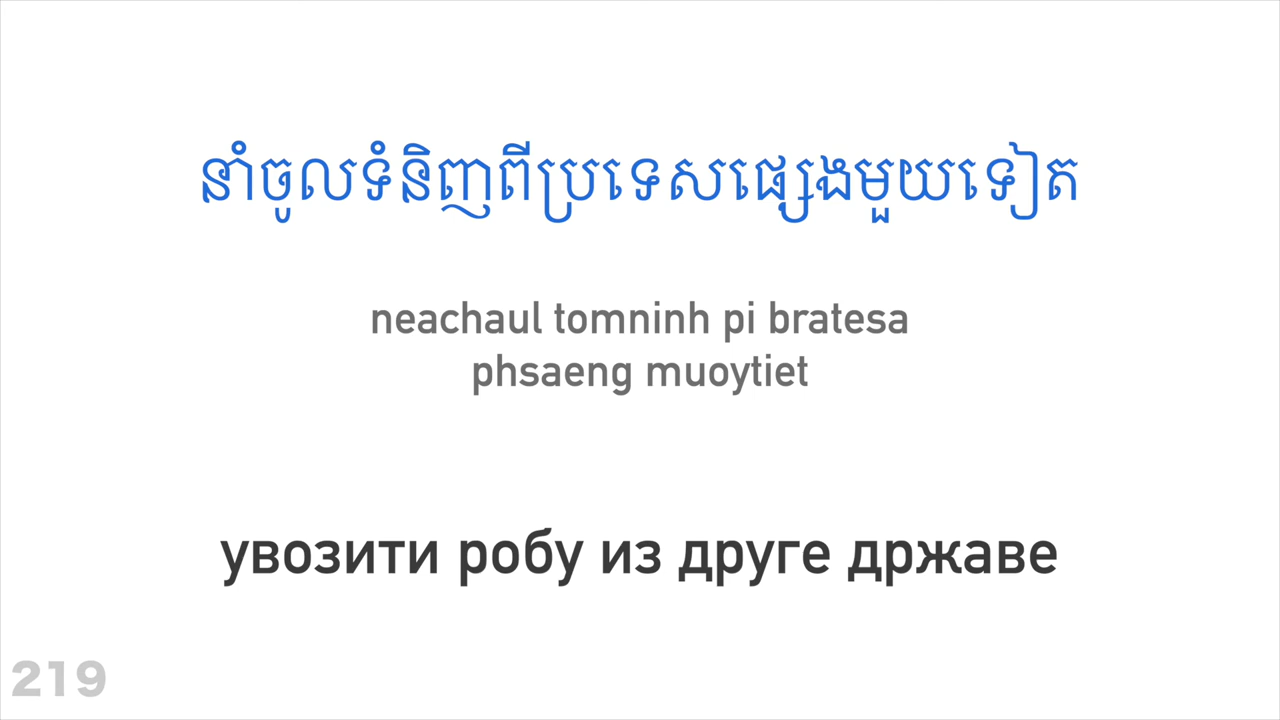 នាំចូលទំនិញពីប្រទេសផ្សេងមួយទៀត
neachaul tomninh pi bratesa
phsaeng muoytiet
увозити робу из друге државе
219